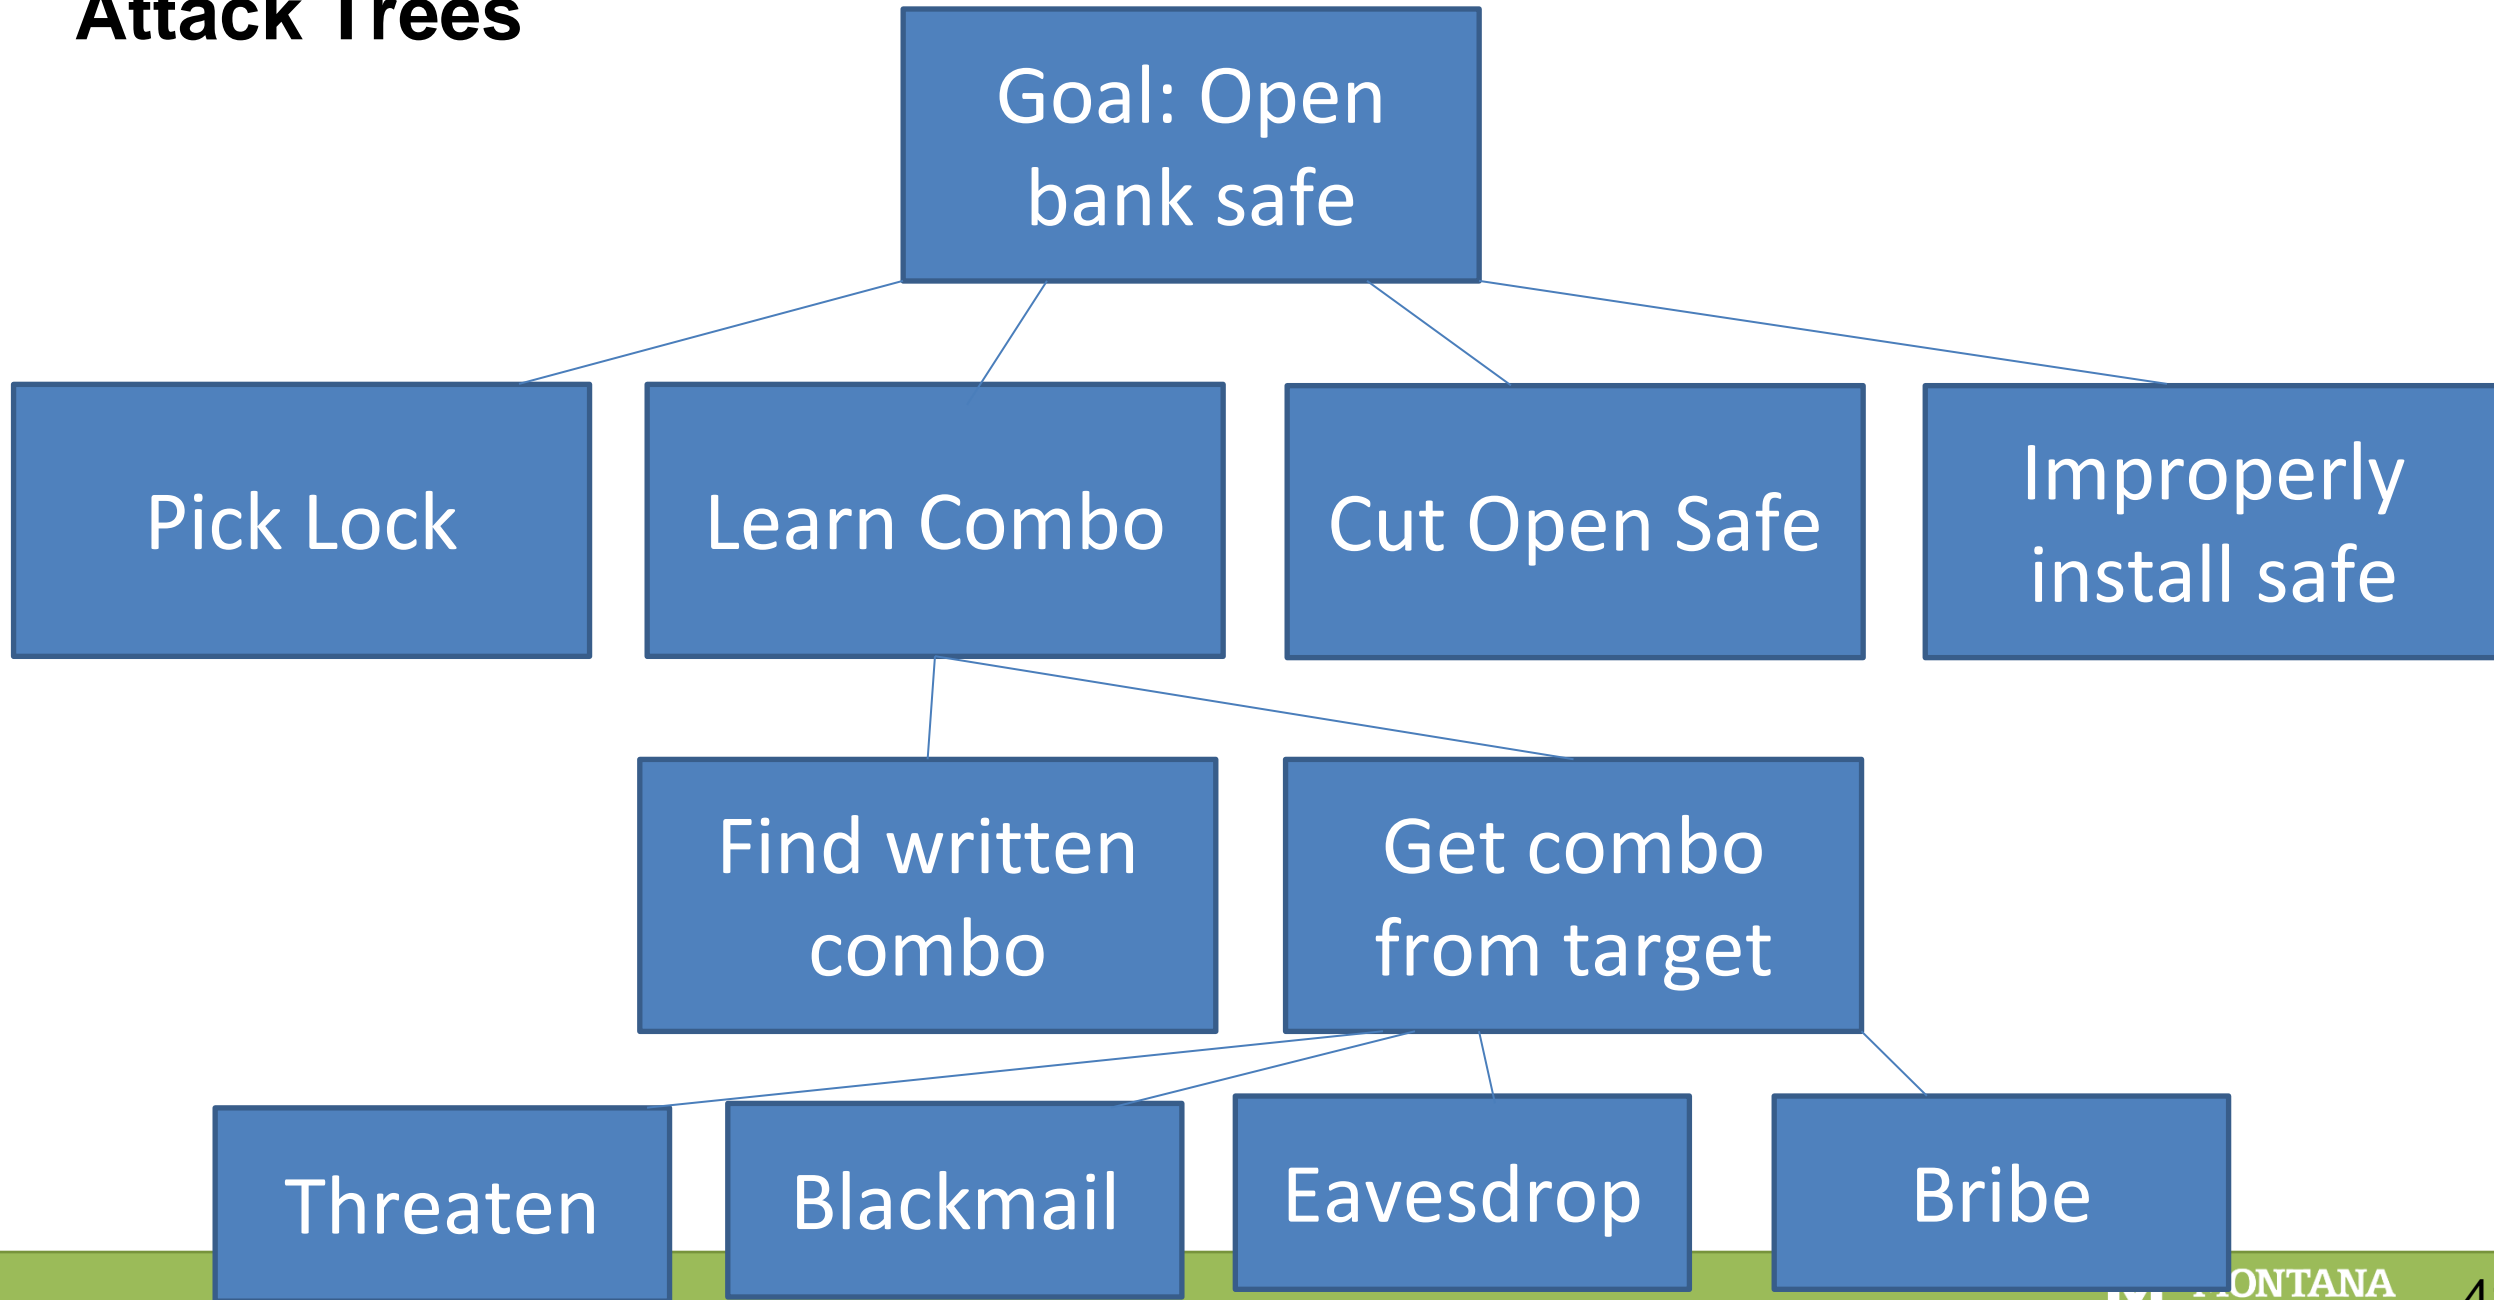 Attack Trees
Goal: Open
bank safe
Pick Lock
Learn Combo
Cut Open Safe
Improperly
install safe
Find written
combo
Get combo
from target
Threaten
Blackmail
Eavesdrop
Bribe